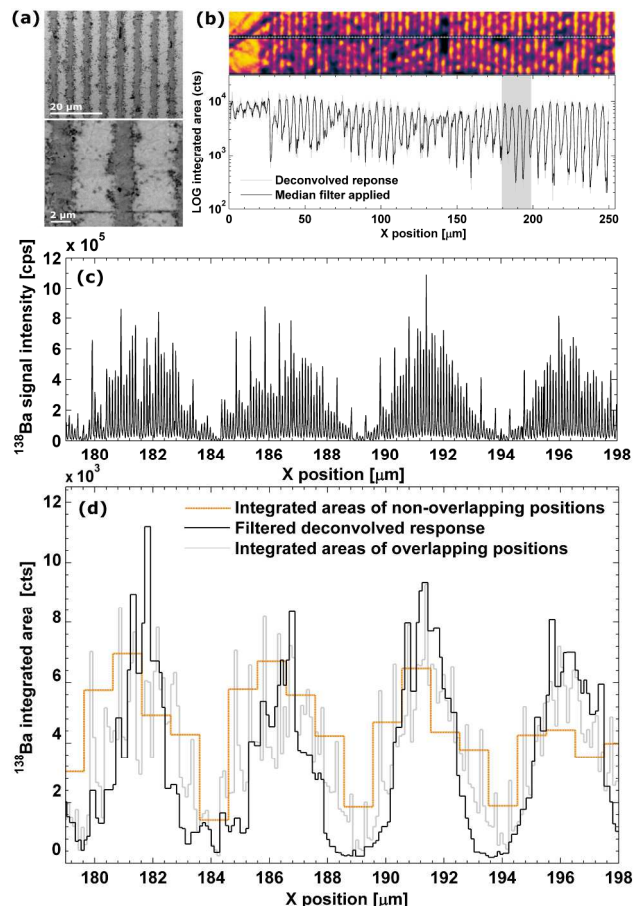 (a)
20 µm
2 µm
(b)
LOG integrated area (cts)
10⁴
10³
10²
Deconvolved reponse
Median filter applied
0 50 100 150 200 250
X position [µm]
x 10⁵
(c)
¹³⁸Ba signal intensity [cps]
12
10
8
6
4
2
0
180 182 184 186 188 190 192 194 196 198
X position [µm]
x 10³
(d)
¹³⁸Ba integrated area [cts]
12
10
8
6
4
2
0
Integrated areas of non-overlapping positions
Filtered deconvolved response
Integrated areas of overlapping positions
180 182 184 186 188 190 192 194 196 198
X position [µm]